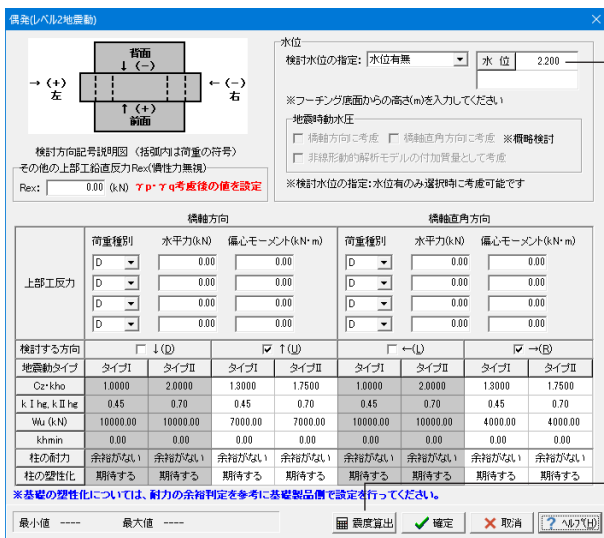 偶発(レベル2地震動)
背面
↓ (−)
→ (+)
左
← (−)
右
↑ (+)
前面
検討方向記号説明図 (括弧内は荷重の符号)
その他の上部工鉛直反力Rex(慣性力無視)
Rex: 0.00 (kN) γp・γq考慮後の値を設定
水位
検討水位の指定: 水位有無
水 位 2.200
※フーチング底面からの高さ(m)を入力してください
地震時動水圧
橋軸方向に考慮 橋軸直角方向に考慮 ※概略検討
非線形動的解析モデルの付加質量として考慮
※検討水位の指定:水位有のみ選択時に考慮可能です
橋軸方向 橋軸直角方向
荷重種別 水平力(kN) 偏心モーメント(kN・m) 荷重種別 水平力(kN) 偏心モーメント(kN・m)
上部工反力
D 0.00 0.00 D 0.00 0.00
D 0.00 0.00 D 0.00 0.00
D 0.00 0.00 D 0.00 0.00
D 0.00 0.00 D 0.00 0.00
検討する方向 ↓(D) ↑(U) ←(L) →(R)
地震動タイプ タイプI タイプII タイプI タイプII タイプI タイプII タイプI タイプII
Cz・kho 1.0000 2.0000 1.3000 1.7500 1.0000 2.0000 1.3000 1.7500
kⅠhg, kⅡhg 0.45 0.70 0.45 0.70 0.45 0.70 0.45 0.70
Wu (kN) 10000.00 10000.00 7000.00 7000.00 10000.00 10000.00 4000.00 4000.00
khmin 0.00 0.00 0.00 0.00 0.00 0.00 0.00 0.00
柱の耐力 余裕がない 余裕がない 余裕がない 余裕がない 余裕がない 余裕がない 余裕がない 余裕がない
柱の塑性化 期待する 期待する 期待する 期待する 期待する 期待する 期待する 期待する
※基礎の塑性化については、耐力の余裕判定を参考に基礎製品側で設定を行ってください。
最小値 ---- 最大値 ----
震度算出 確定 取消 ? ヘルプ(H)